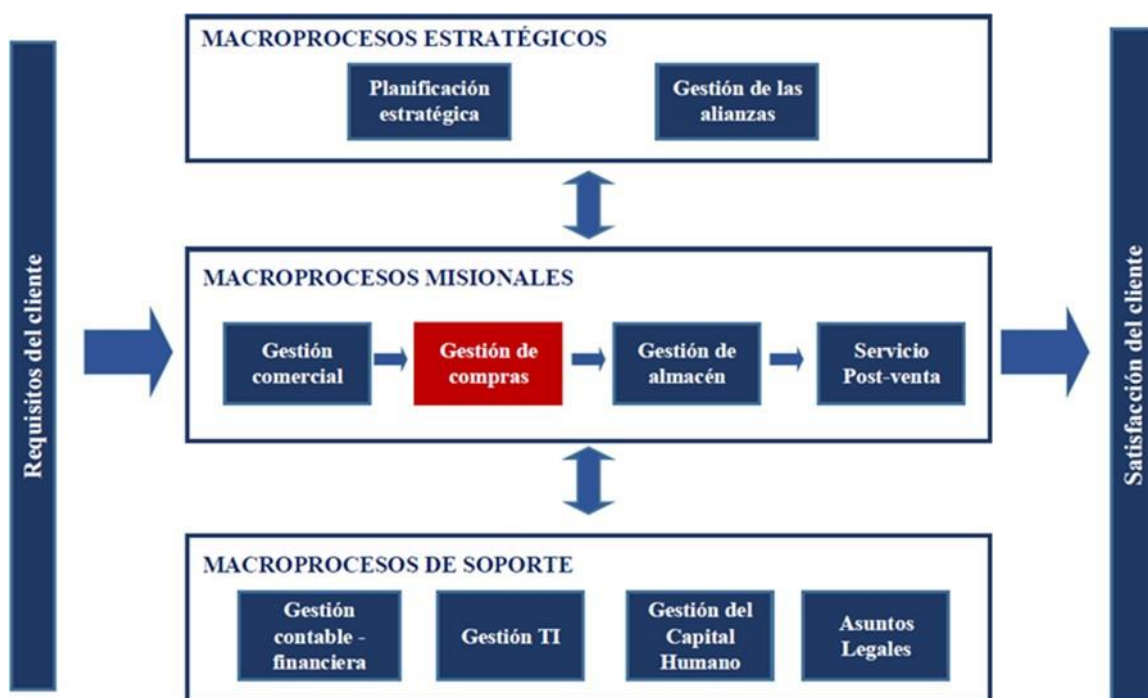 Requisitos del cliente
MACROPROCESOS ESTRATÉGICOS
Planificación
estratégica
Gestión de las
alianzas
MACROPROCESOS MISIONALES
Gestión
comercial
Gestión de
compras
Gestión de
almacén
Servicio
Post-venta
MACROPROCESOS DE SOPORTE
Gestión
contable -
financiera
Gestión TI
Gestión del
Capital
Humano
Asuntos
Legales
Satisfacción del cliente